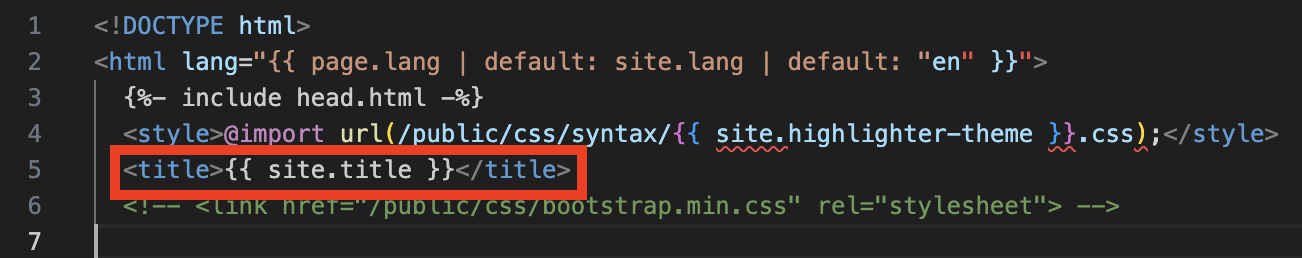 1 <!DOCTYPE html>
2 <html lang="{{ page.lang | default: site.lang | default: "en" }}">
3 {%- include head.html -%}
4 <style>@import url(/public/css/syntax/{{ site.highlighter-theme }}.css);</style>
5 <title>{{ site.title }}</title>
6 <!-- <link href="/public/css/bootstrap.min.css" rel="stylesheet"> -->
7